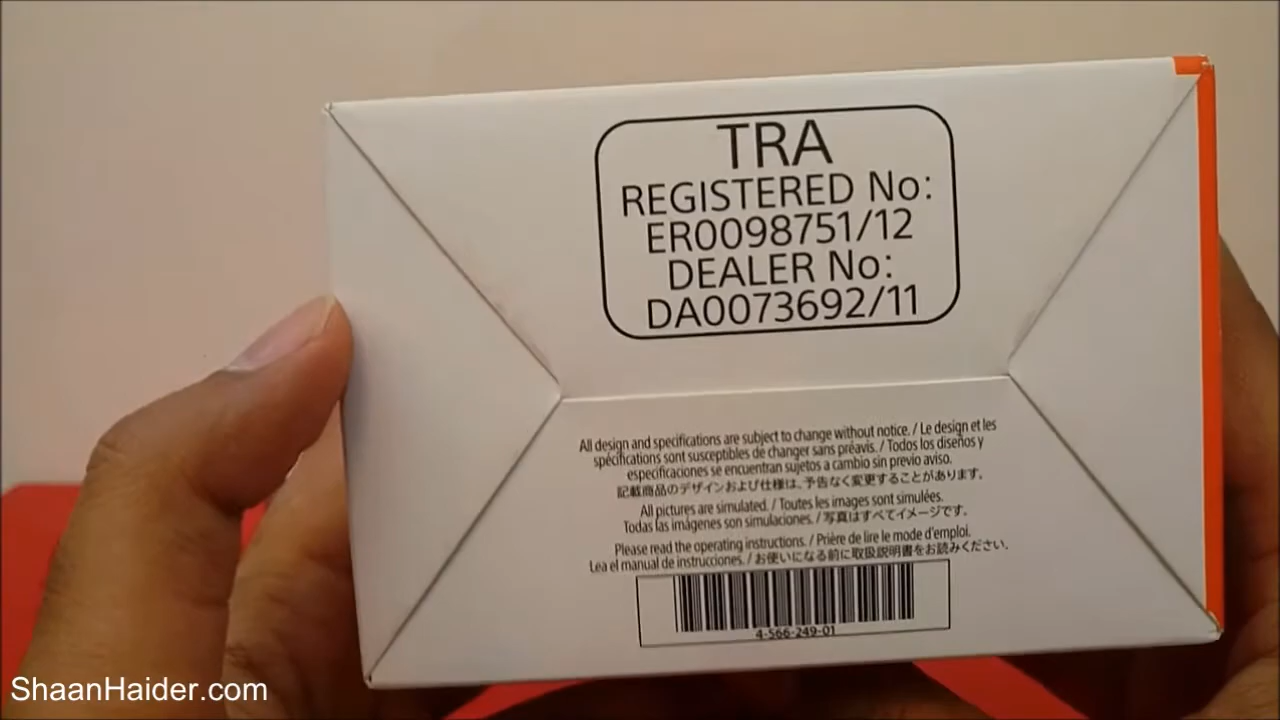 TRA
REGISTERED No:
ER0098751/12
DEALER No:
DA0073692/11
All design and specifications are subject to change without notice. / Le design et les
spécifications sont susceptibles de changer sans préavis. / Todos los diseños y
especificaciones se encuentran sujetos a cambio sin previo aviso.
記載商品のデザインおよび仕様は、予告なく変更することがあります。
All pictures are simulated. / Toutes les images sont simulées.
Todas las imágenes son simulaciones. / 写真はすべてイメージです。
Please read the operating instructions. / Prière de lire le mode d'emploi.
Lea el manual de instrucciones. / お使いになる前に取扱説明書をお読みください。
4-566-249-01
ShaanHaider.com